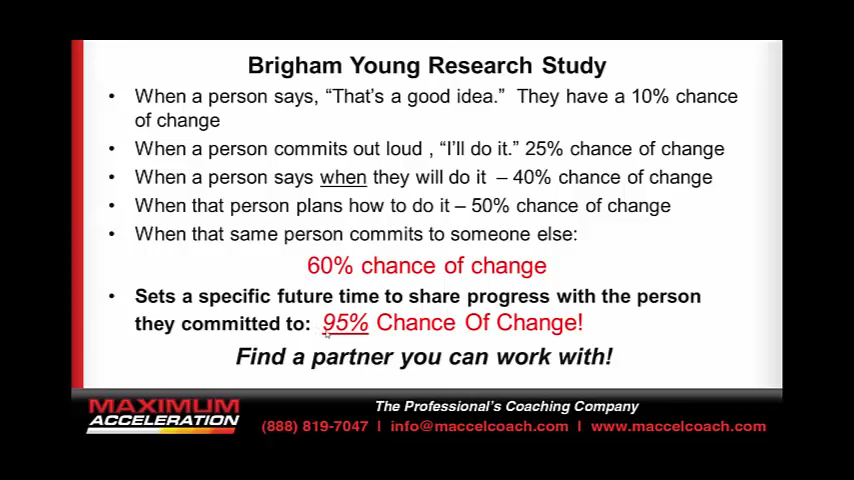 Brigham Young Research Study
• When a person says, “That’s a good idea.” They have a 10% chance
of change
• When a person commits out loud , “I’ll do it.” 25% chance of change
• When a person says when they will do it – 40% chance of change
• When that person plans how to do it – 50% chance of change
• When that same person commits to someone else:
60% chance of change
• Sets a specific future time to share progress with the person
they committed to: 95% Chance Of Change!
Find a partner you can work with!
MAXIMUM
ACCELERATION
The Professional’s Coaching Company
(888) 819-7047 | info@maccelcoach.com | www.maccelcoach.com